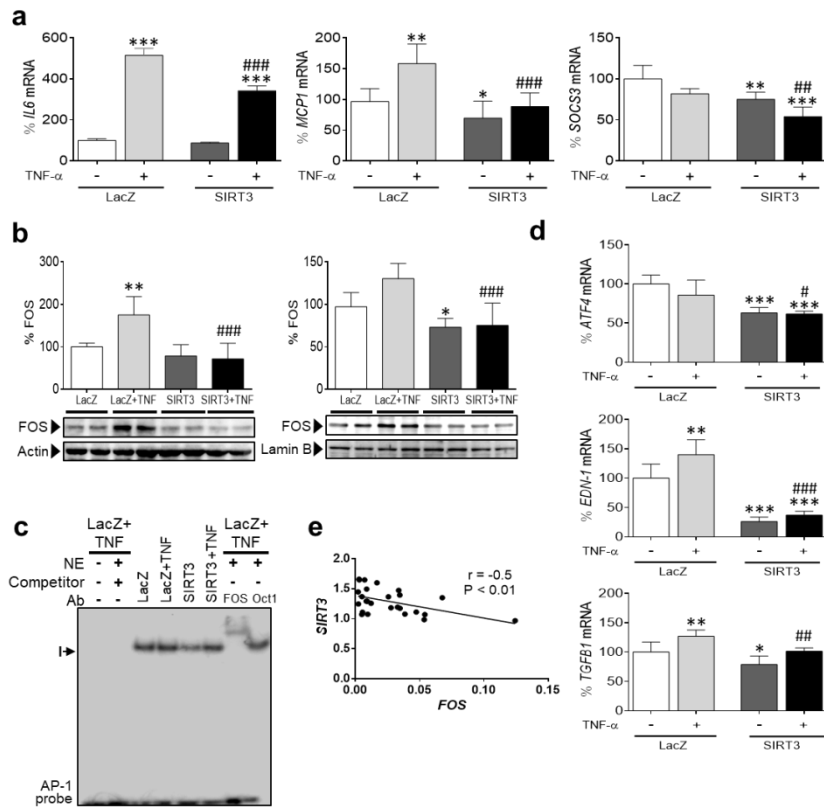 a
% IL6 mRNA
600
400
200
0
***
###
***
TNF-α
- + - +
LacZ SIRT3
% MCP1 mRNA
200
150
100
50
0
**
*
###
TNF-α
- + - +
LacZ SIRT3
% SOCS3 mRNA
150
100
50
0
**
##
***
TNF-α
- + - +
LacZ SIRT3
b
% FOS
300
200
100
0
**
###
LacZ LacZ+TNF SIRT3 SIRT3+TNF
FOS
Actin
% FOS
150
100
50
0
*
###
LacZ LacZ+TNF SIRT3 SIRT3+TNF
FOS
Lamin B
c
LacZ+
TNF
LacZ+
TNF
NE - + + +
Competitor - +
Ab FOS Oct1
LacZ
LacZ+TNF
SIRT3
SIRT3+TNF
I
AP-1
probe
e
SIRT3
2.0
1.5
1.0
0.5
0.0
r = -0.5
P < 0.01
0.00 0.05 0.10 0.15
FOS
d
% ATF4 mRNA
150
100
50
0
***
#
***
TNF-α
- + - +
LacZ SIRT3
% EDN-1 mRNA
200
150
100
50
0
**
***
###
***
TNF-α
- + - +
LacZ SIRT3
% TGFB1 mRNA
200
150
100
50
0
**
*
##
TNF-α
- + - +
LacZ SIRT3